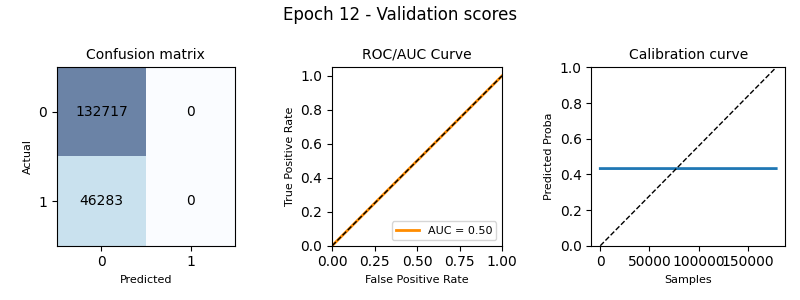 Epoch 12 - Validation scores
Confusion matrix
ROC/AUC Curve
Calibration curve
Actual
0
1
132717
0
46283
0
0
1
Predicted
True Positive Rate
1.0
0.8
0.6
0.4
0.2
0.0
AUC = 0.50
0.00
0.25
0.50
0.75
1.00
False Positive Rate
Predicted Proba
1.0
0.8
0.6
0.4
0.2
0.0
0
50000
100000
150000
Samples